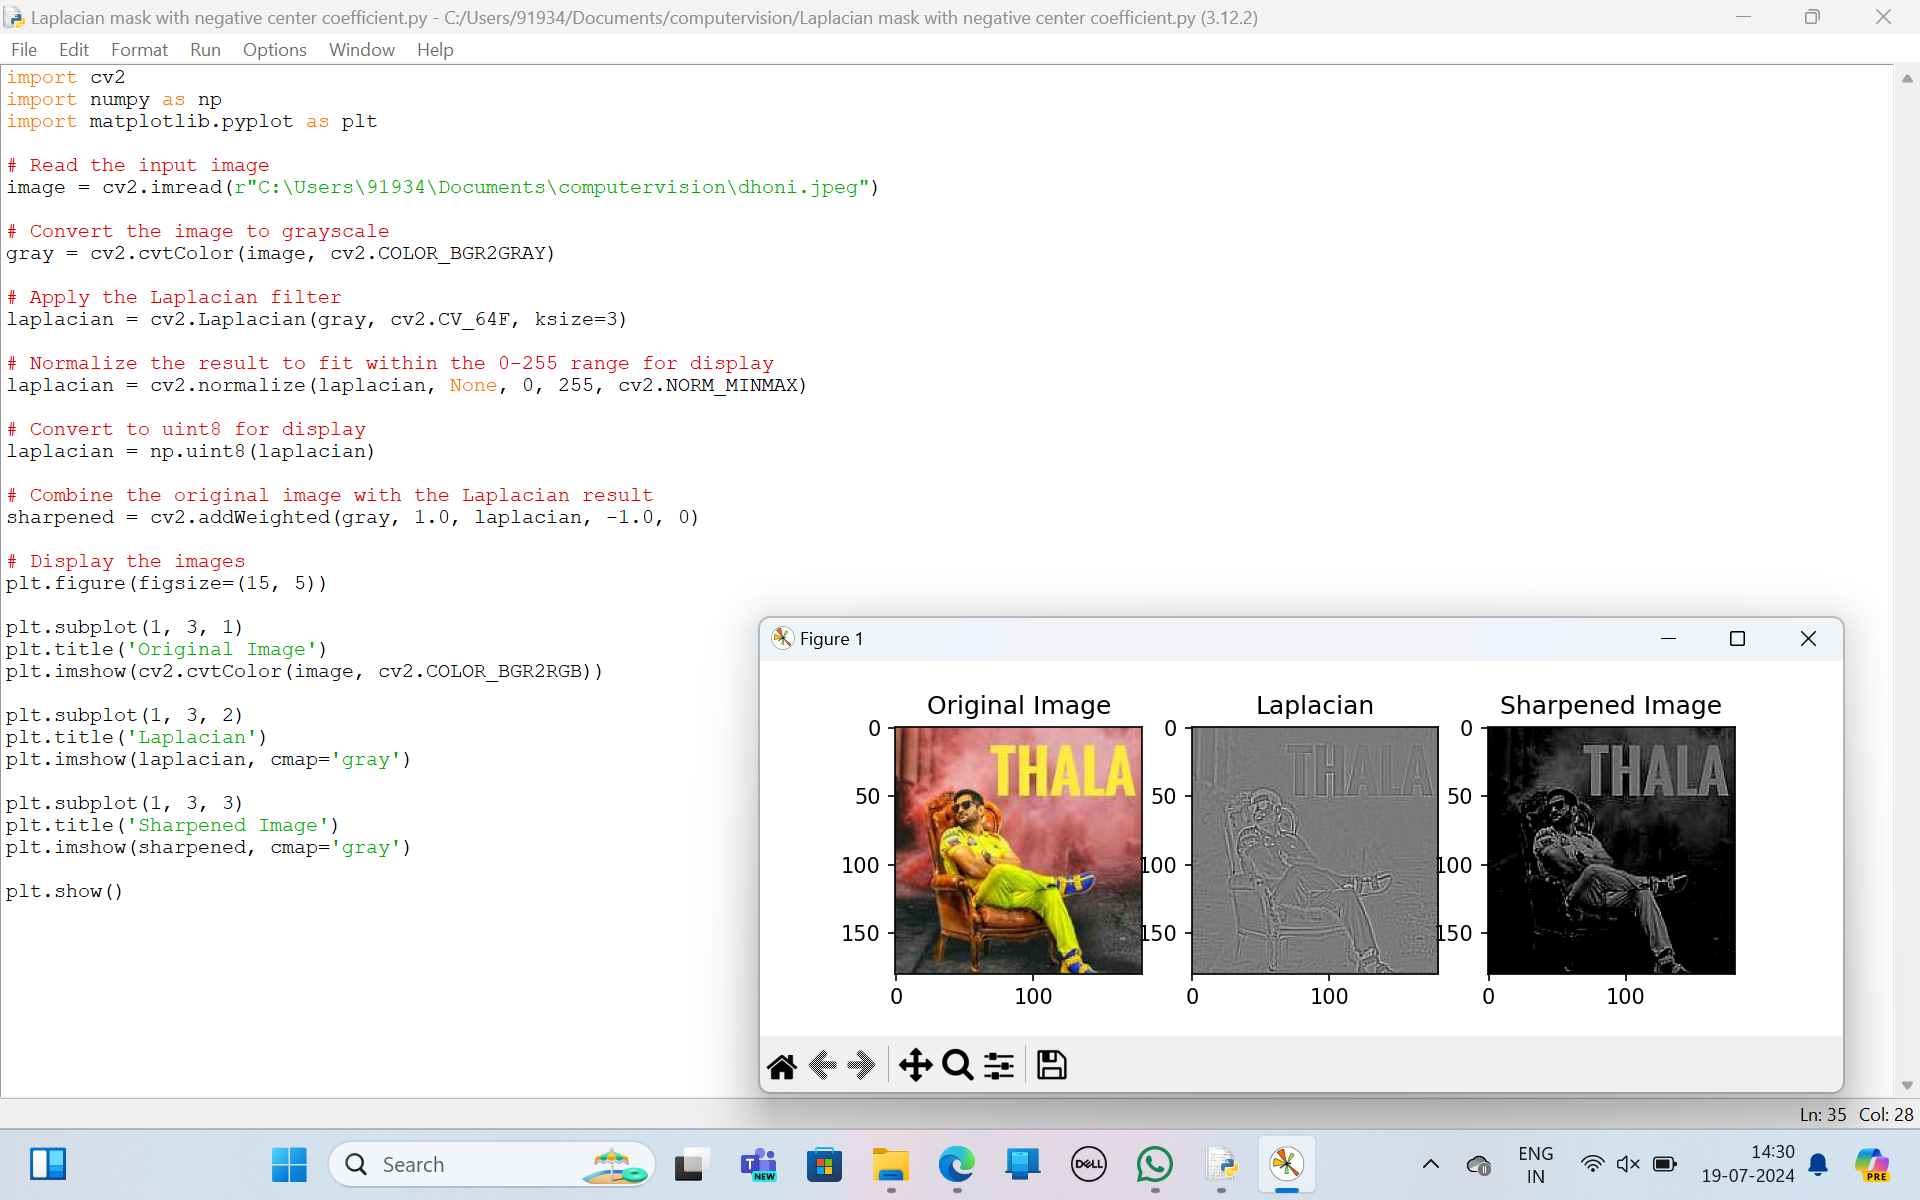 Laplacian mask with negative center coefficient.py - C:/Users/91934/Documents/computervision/Laplacian mask with negative center coefficient.py (3.12.2)
File Edit Format Run Options Window Help
import cv2
import numpy as np
import matplotlib.pyplot as plt
# Read the input image
image = cv2.imread(r"C:\Users\91934\Documents\computervision\dhoni.jpeg")
# Convert the image to grayscale
gray = cv2.cvtColor(image, cv2.COLOR_BGR2GRAY)
# Apply the Laplacian filter
laplacian = cv2.Laplacian(gray, cv2.CV_64F, ksize=3)
# Normalize the result to fit within the 0-255 range for display
laplacian = cv2.normalize(laplacian, None, 0, 255, cv2.NORM_MINMAX)
# Convert to uint8 for display
laplacian = np.uint8(laplacian)
# Combine the original image with the Laplacian result
sharpened = cv2.addWeighted(gray, 1.0, laplacian, -1.0, 0)
# Display the images
plt.figure(figsize=(15, 5))
plt.subplot(1, 3, 1)
plt.title('Original Image')
plt.imshow(cv2.cvtColor(image, cv2.COLOR_BGR2RGB))
plt.subplot(1, 3, 2)
plt.title('Laplacian')
plt.imshow(laplacian, cmap='gray')
plt.subplot(1, 3, 3)
plt.title('Sharpened Image')
plt.imshow(sharpened, cmap='gray')
plt.show()
Figure 1
Original Image Laplacian Sharpened Image
0 0 0
THALA THALA THALA
50 50 50
100 100 100
150 150 150
0 100 0 100 0 100
Ln: 35 Col: 28
Search
T NEW
DELL
ENG
IN
14:30
19-07-2024
PRE